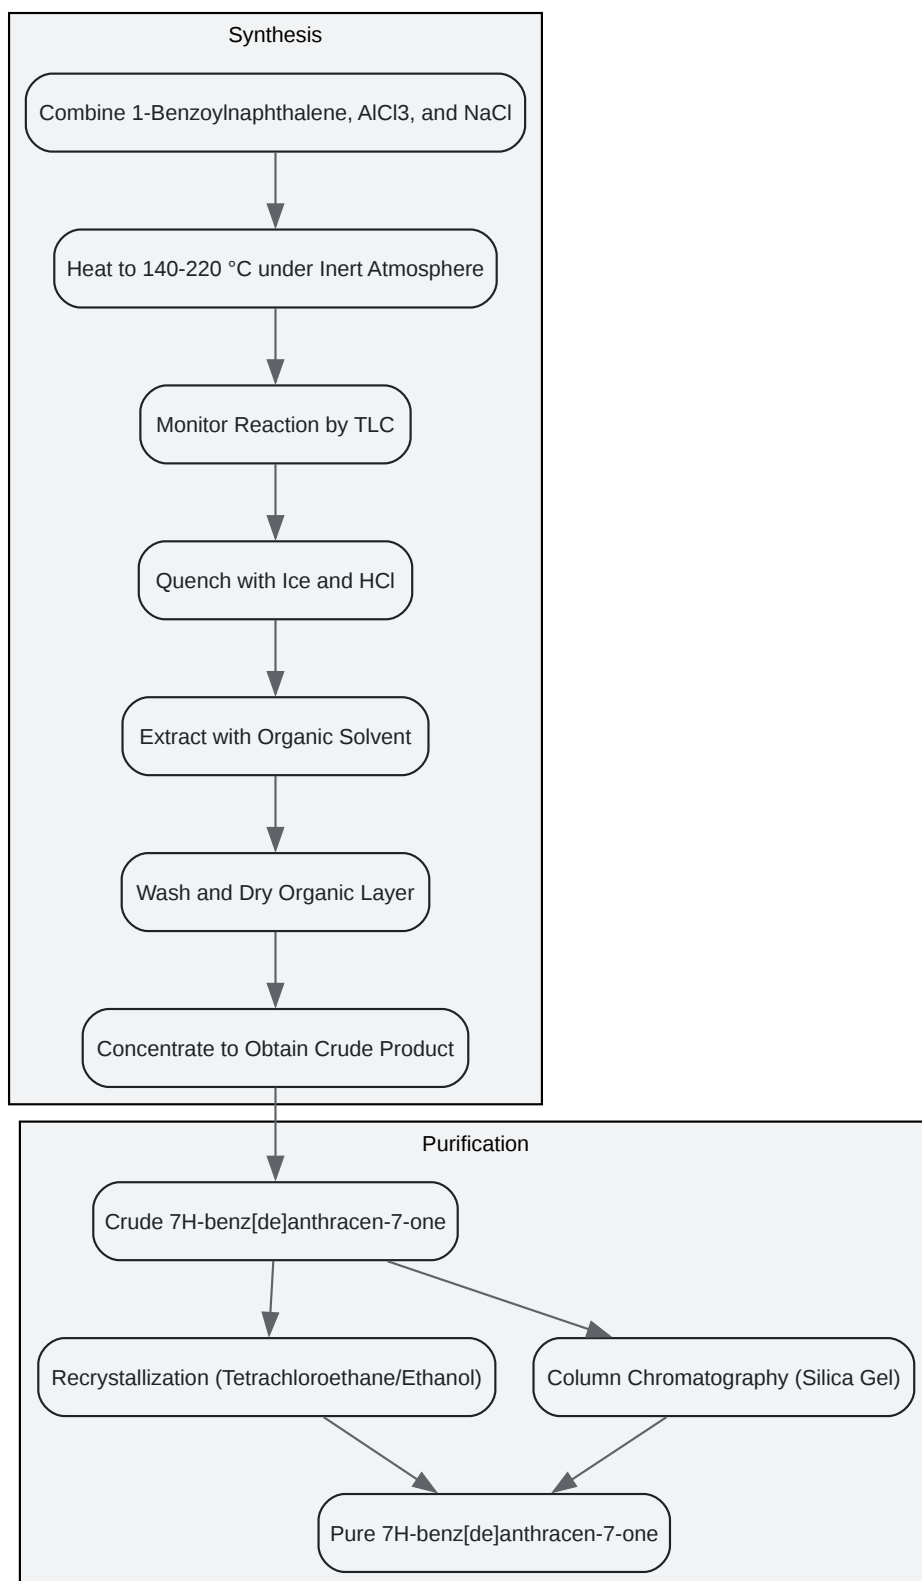 Synthesis
Combine 1-Benzoylnaphthalene, AlCl3, and NaCl
Heat to 140-220 °C under Inert Atmosphere
Monitor Reaction by TLC
Quench with Ice and HCl
Extract with Organic Solvent
Wash and Dry Organic Layer
Concentrate to Obtain Crude Product
Purification
Crude 7H-benz[de]anthracen-7-one
Recrystallization (Tetrachloroethane/Ethanol)
Column Chromatography (Silica Gel)
Pure 7H-benz[de]anthracen-7-one